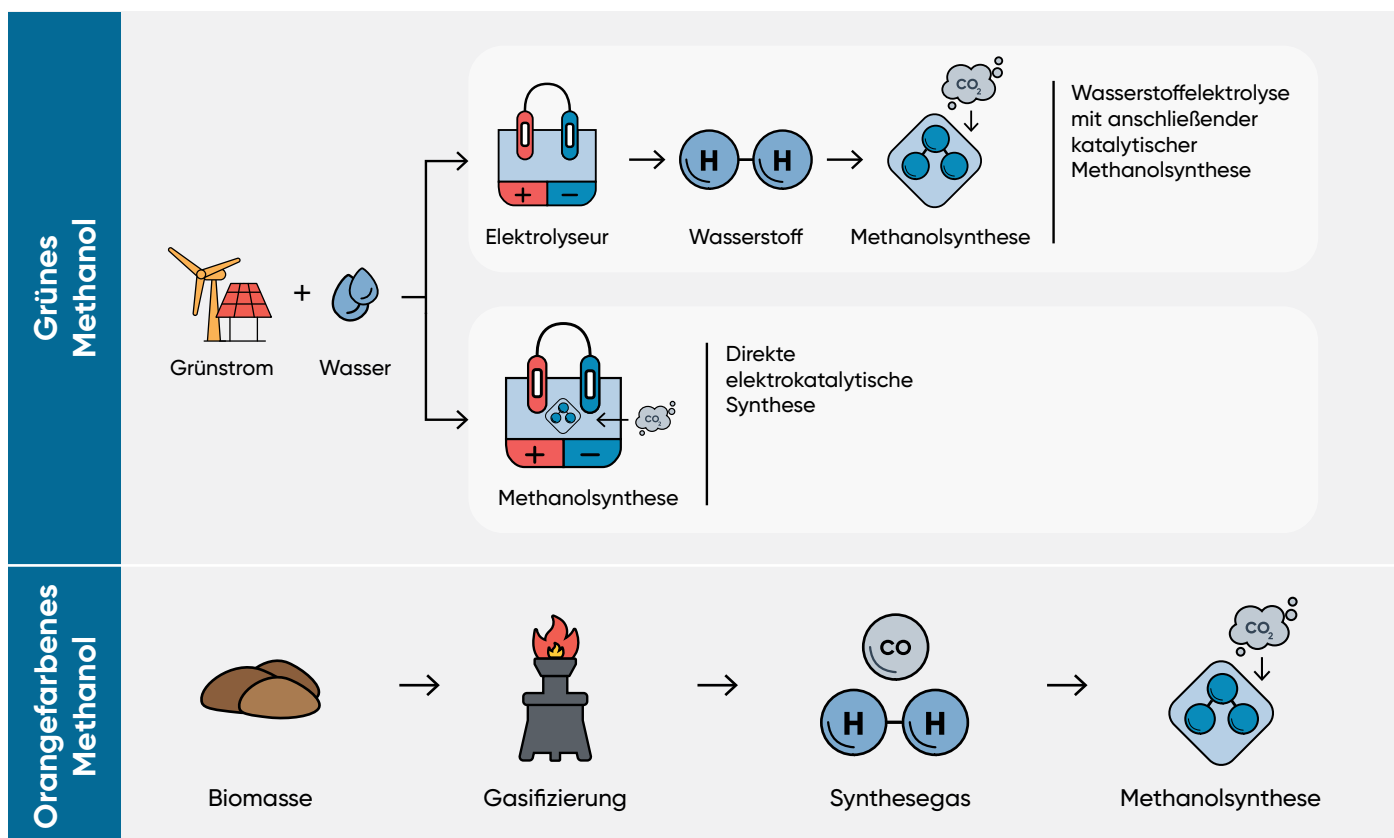 Grünes
Methanol
Grünstrom
+
Wasser
+ −
Elektrolyseur
H H
Wasserstoff
CO₂
Methanolsynthese
Wasserstoffelektrolyse
mit anschließender
katalytischer
Methanolsynthese
CO₂
+ −
Methanolsynthese
Direkte
elektrokatalytische
Synthese
Orangefarbenes
Methanol
Biomasse
Gasifizierung
CO
H H
Synthesegas
CO₂
Methanolsynthese